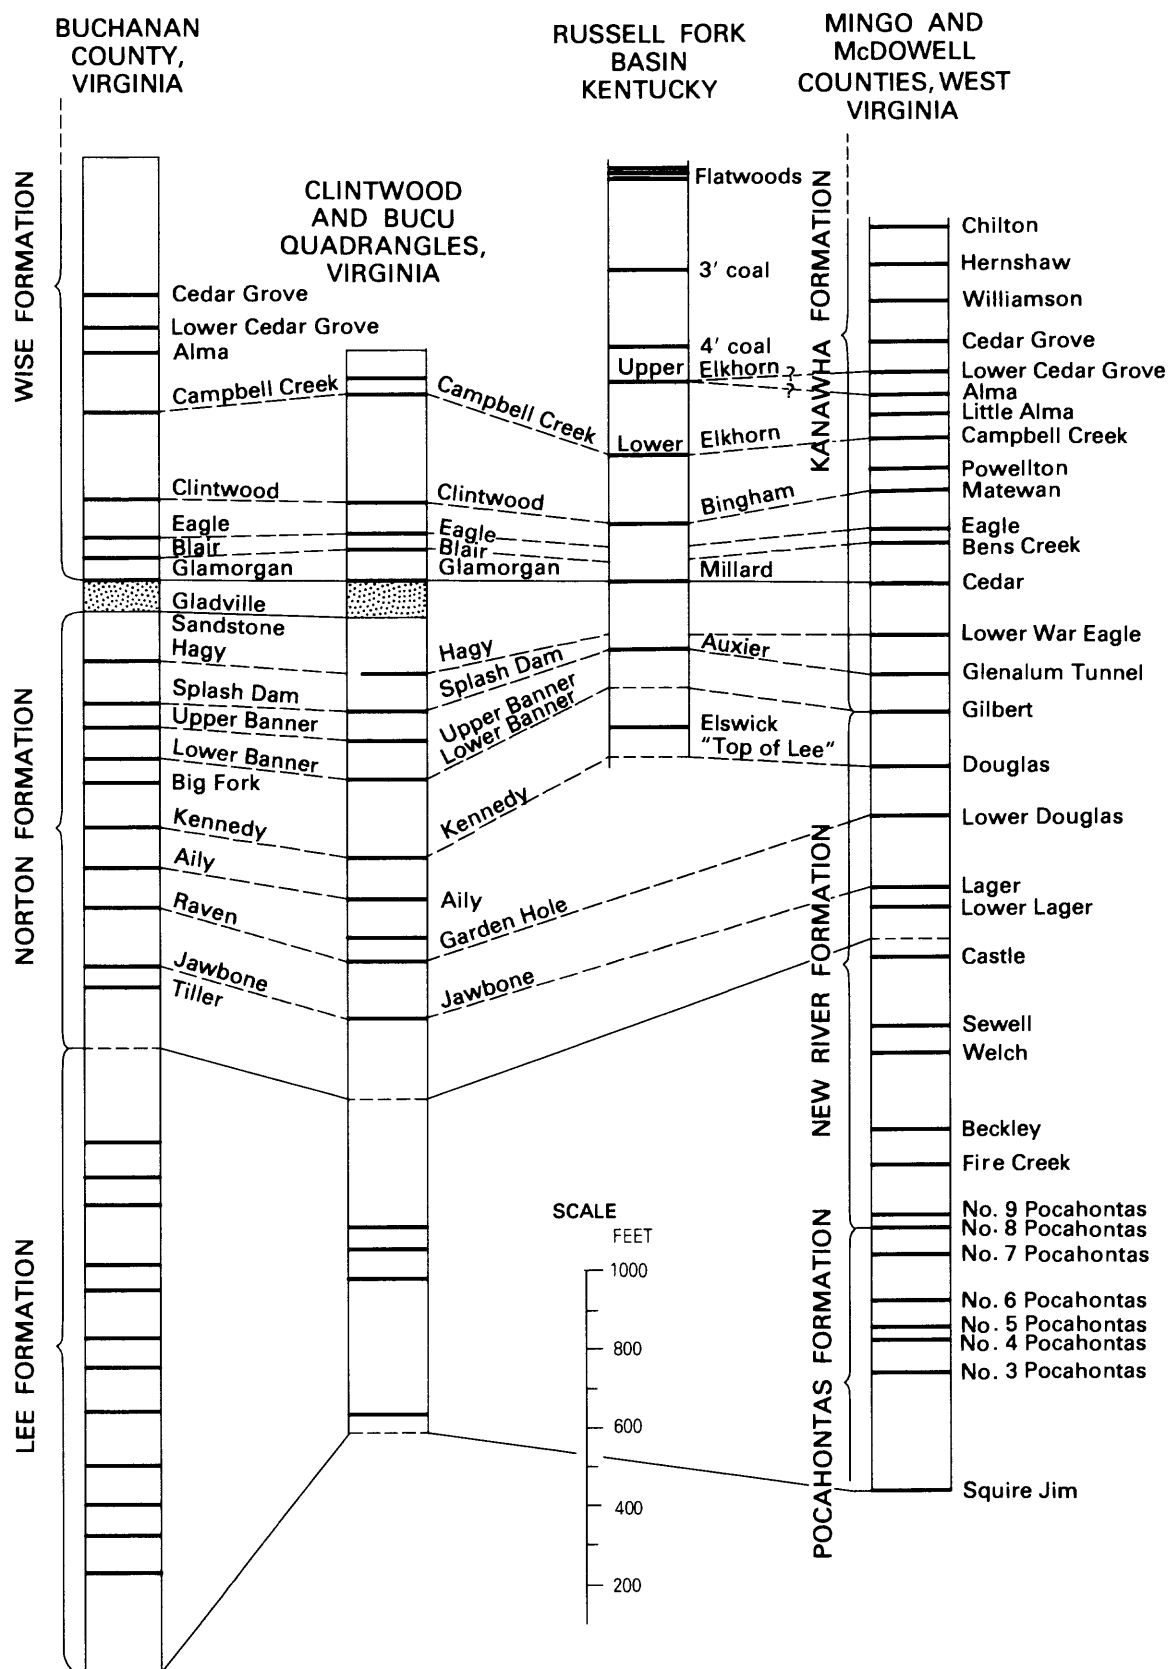 BUCHANAN
COUNTY,
VIRGINIA
CLINTWOOD
AND BUCU
QUADRANGLES,
VIRGINIA
RUSSELL FORK
BASIN
KENTUCKY
MINGO AND
McDOWELL
COUNTIES, WEST
VIRGINIA
WISE FORMATION
NORTON FORMATION
LEE FORMATION
Cedar Grove
Lower Cedar Grove
Alma
Campbell Creek
Clintwood
Eagle
Blair
Glamorgan
Gladville
Sandstone
Hagy
Splash Dam
Upper Banner
Lower Banner
Big Fork
Kennedy
Aily
Raven
Jawbone
Tiller
Campbell Creek
Clintwood
Eagle
Blair
Glamorgan
Hagy
Splash Dam
Upper Banner
Lower Banner
Kennedy
Aily
Garden Hole
Jawbone
Flatwoods
3' coal
4' coal
Upper Elkhorn ?
?
Lower Elkhorn
Bingham
Millard
Auxier
Elswick
"Top of Lee"
SCALE
FEET
1000
800
600
400
200
KANAWHA FORMATION
NEW RIVER FORMATION
POCAHONTAS FORMATION
Chilton
Hernshaw
Williamson
Cedar Grove
Lower Cedar Grove
Alma
Little Alma
Campbell Creek
Powellton
Matewan
Eagle
Bens Creek
Cedar
Lower War Eagle
Glenalum Tunnel
Gilbert
Douglas
Lower Douglas
Lager
Lower Lager
Castle
Sewell
Welch
Beckley
Fire Creek
No. 9 Pocahontas
No. 8 Pocahontas
No. 7 Pocahontas
No. 6 Pocahontas
No. 5 Pocahontas
No. 4 Pocahontas
No. 3 Pocahontas
Squire Jim